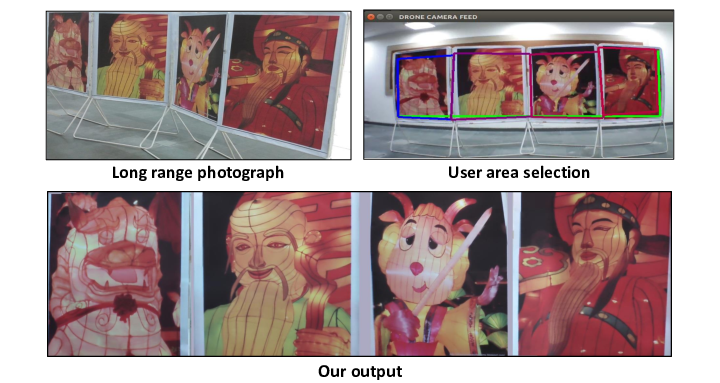 DRONE CAMERA FEED
Long range photograph
User area selection
Our output